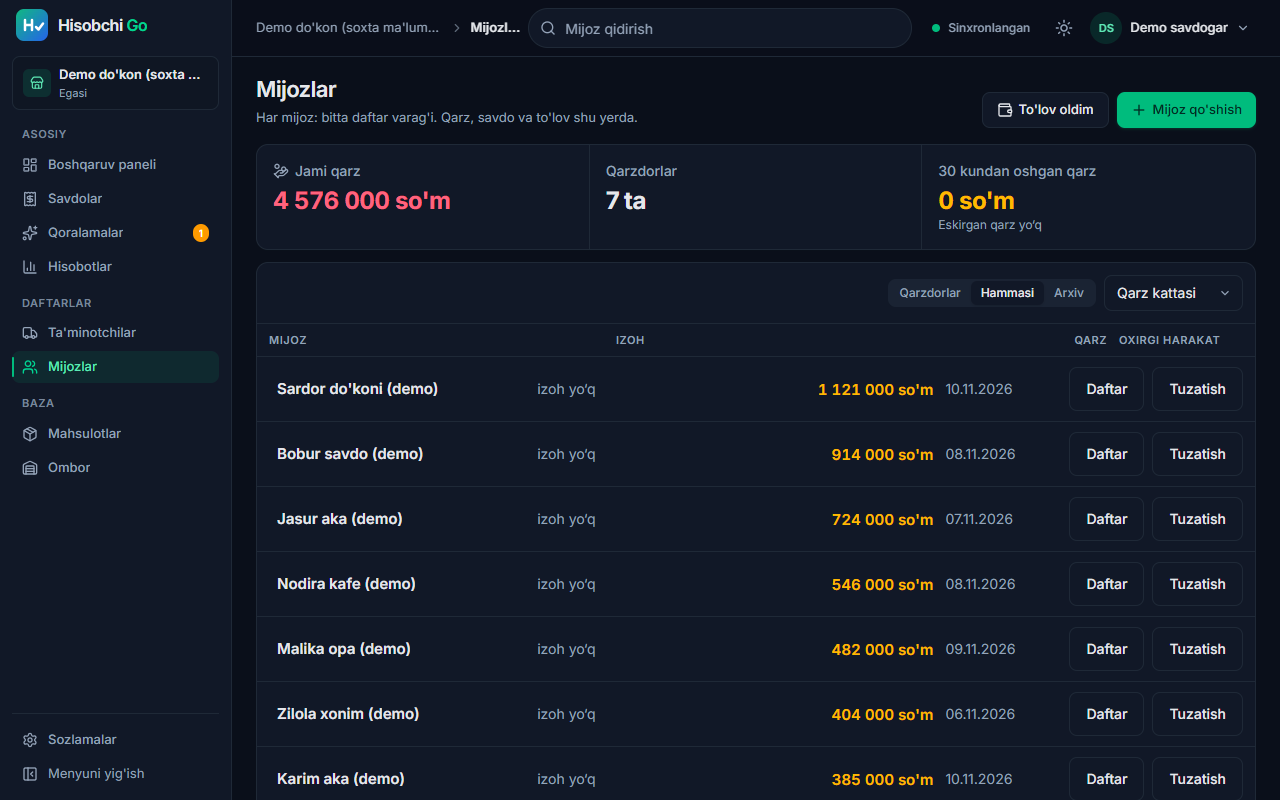 Hisobchi Go
Demo do'kon (soxta ...
Egasi
ASOSIY
Boshqaruv paneli
Savdolar
Qoralamalar
1
Hisobotlar
DAFTARLAR
Ta'minotchilar
Mijozlar
BAZA
Mahsulotlar
Ombor
Sozlamalar
Menyuni yig'ish
Demo do'kon (soxta ma'lum... > Mijozl...
Mijoz qidirish
Sinxronlangan
DS Demo savdogar
Mijozlar
Har mijoz: bitta daftar varag'i. Qarz, savdo va to'lov shu yerda.
To'lov oldim
+ Mijoz qo'shish
Jami qarz
4 576 000 so'm
Qarzdorlar
7 ta
30 kundan oshgan qarz
0 so'm
Eskirgan qarz yo‘q
Qarzdorlar Hammasi Arxiv Qarz kattasi
MIJOZ IZOH QARZ OXIRGI HARAKAT
Sardor do'koni (demo) izoh yo‘q 1 121 000 so'm 10.11.2026 Daftar Tuzatish
Bobur savdo (demo) izoh yo‘q 914 000 so'm 08.11.2026 Daftar Tuzatish
Jasur aka (demo) izoh yo‘q 724 000 so'm 07.11.2026 Daftar Tuzatish
Nodira kafe (demo) izoh yo‘q 546 000 so'm 08.11.2026 Daftar Tuzatish
Malika opa (demo) izoh yo‘q 482 000 so'm 09.11.2026 Daftar Tuzatish
Zilola xonim (demo) izoh yo‘q 404 000 so'm 06.11.2026 Daftar Tuzatish
Karim aka (demo) izoh yo‘q 385 000 so'm 10.11.2026 Daftar Tuzatish